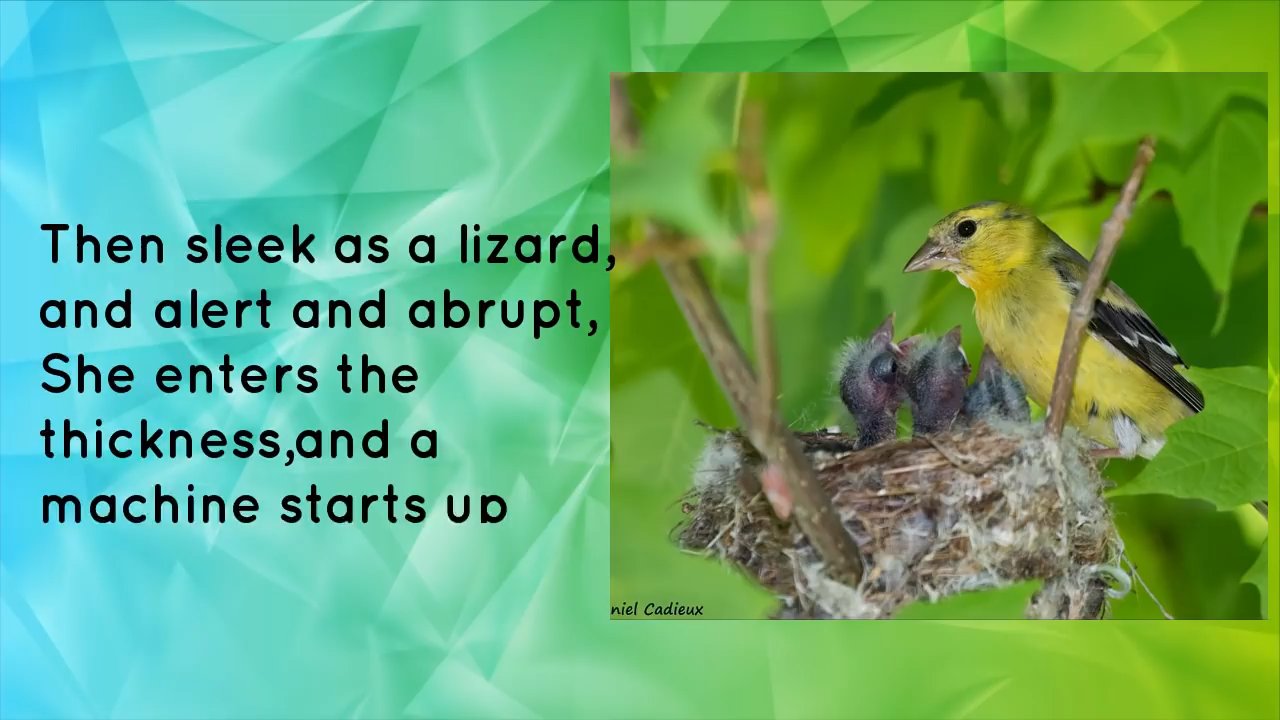 Then sleek as a lizard,
and alert and abrupt,
She enters the
thickness,and a
machine starts up
niel Cadieux